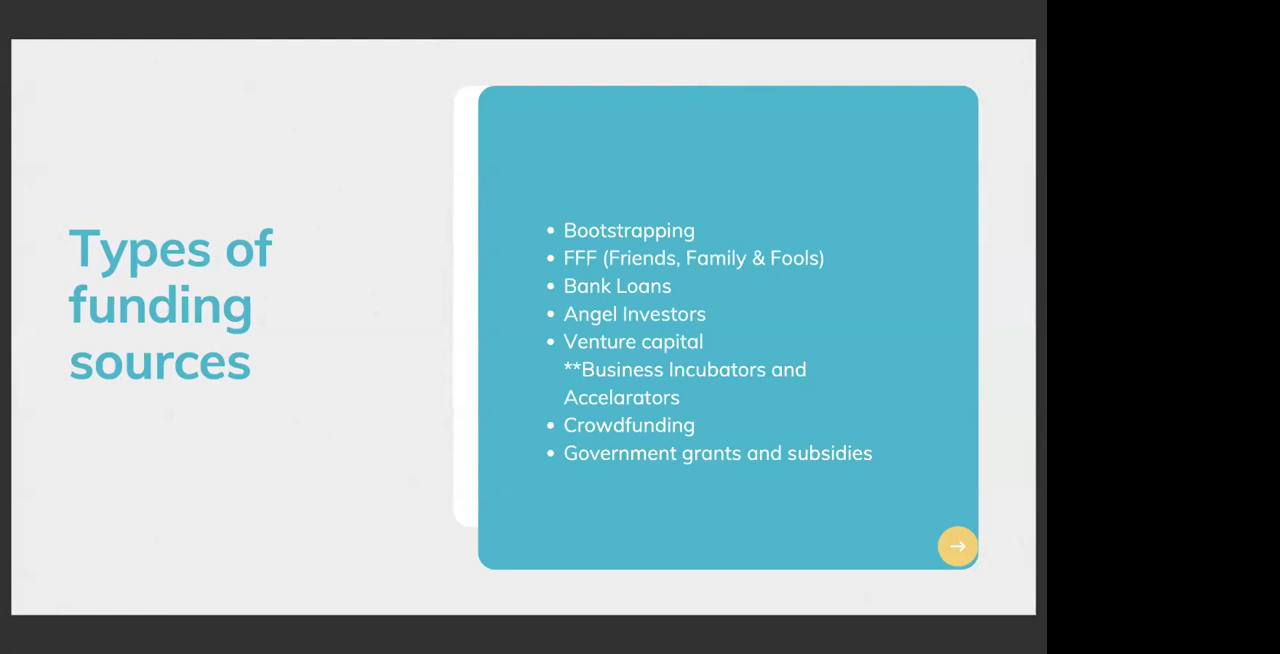 Types of
funding
sources
• Bootstrapping
• FFF (Friends, Family & Fools)
• Bank Loans
• Angel Investors
• Venture capital
**Business Incubators and
Accelarators
• Crowdfunding
• Government grants and subsidies